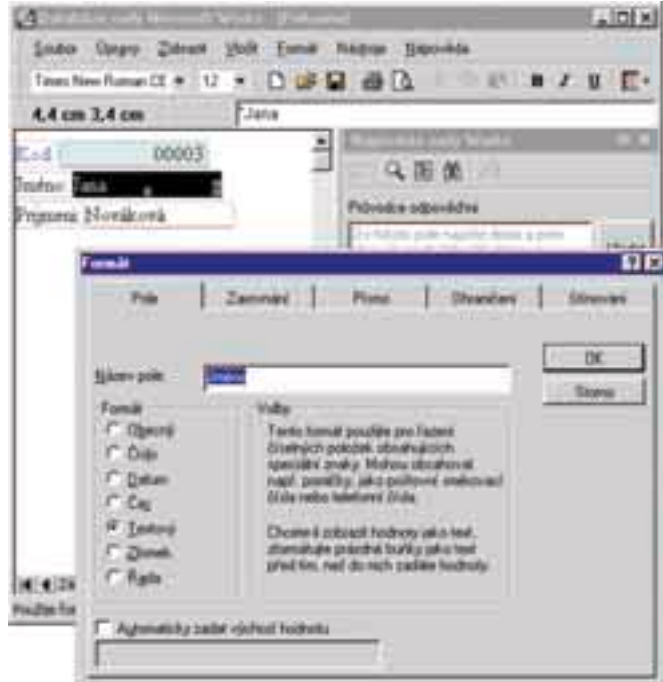 Soubor Úpravy Zobrazit Vložit Formát Nástroje Nápověda
Times New Roman CE 12 B I U
4,4 cm 3,4 cm "Jana
Kód 00003
Jméno: Jana
Příjmení: Nováková
Průvodce odpovědími
Formát
Pole Zarovnání Písmo Ohraničení Stínování
OK
Název pole: Jméno
Storno
Formát Volby
Obecný
Číslo
Datum
Čas
Textový
Zlomek
Řada
Tento formát použijte pro řazení
číselných položek obsahujících
speciální znaky. Mohou obsahovat
např. pomlčky, jako poštovní směrovací
čísla nebo telefonní čísla.
Chcete-li zobrazit hodnoty jako text,
zformátujte prázdné buňky jako text
před tím, než do nich zadáte hodnoty.
Automaticky zadat výchozí hodnotu